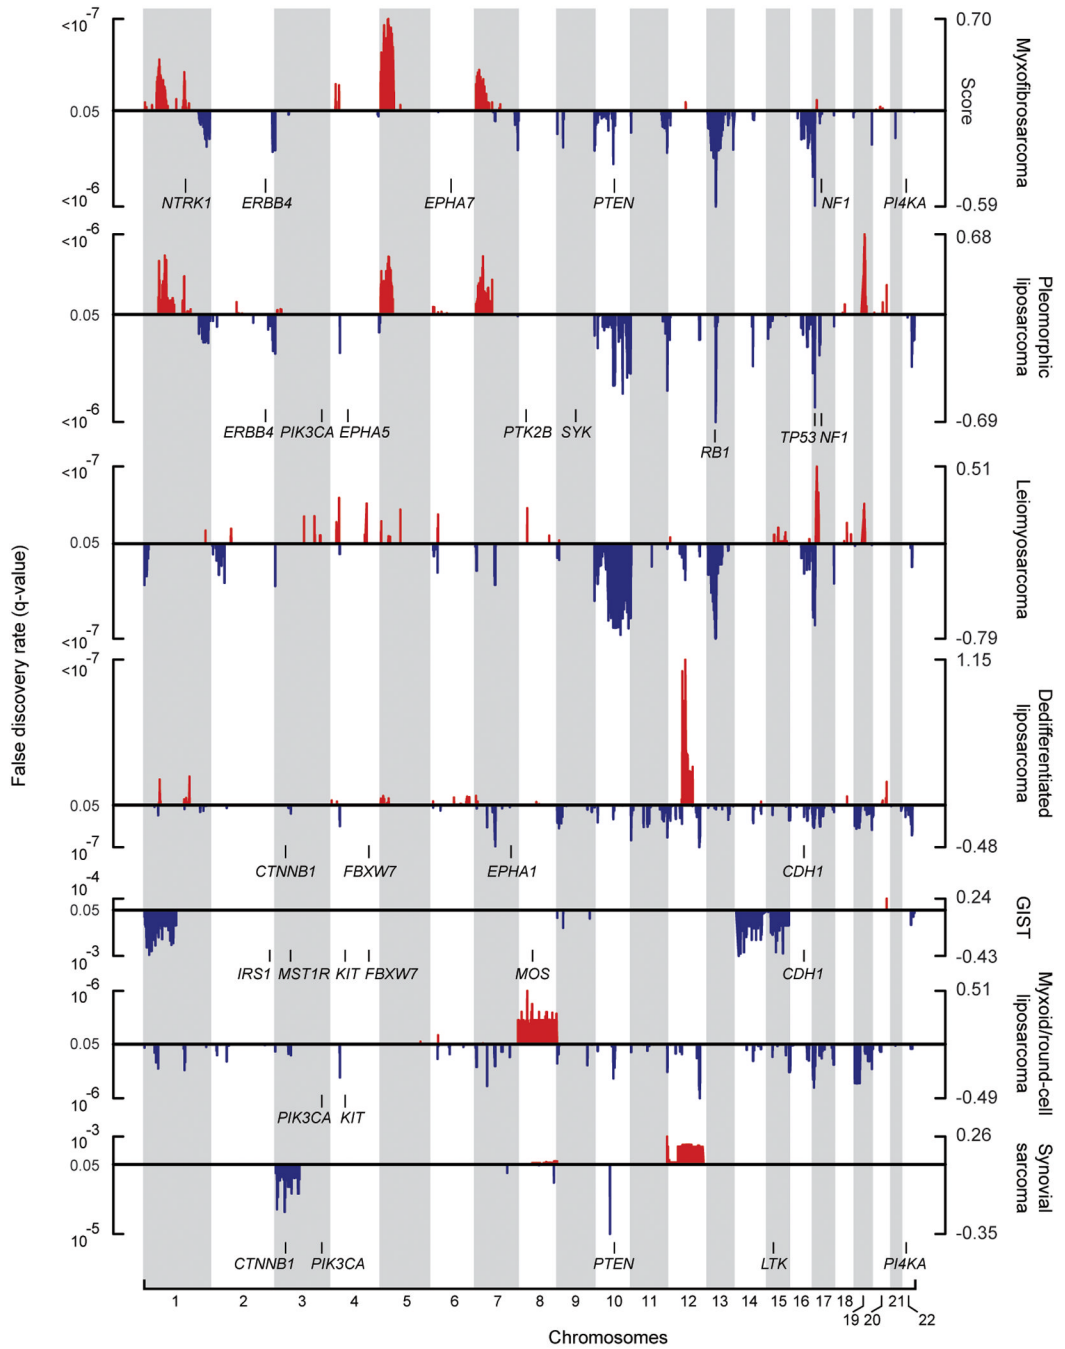 <10^-7
0.70
0.05
Score
<10^-6
-0.59
Myxofibrosarcoma
NTRK1 ERBB4 EPHA7 PTEN NF1 PI4KA
<10^-6
0.68
0.05
<10^-6
-0.69
Pleomorphic
liposarcoma
ERBB4 PIK3CA EPHA5 PTK2B SYK RB1 TP53 NF1
<10^-7
0.51
0.05
<10^-7
-0.79
Leiomyosarcoma
False discovery rate (q-value)
<10^-7
1.15
0.05
10^-7
-0.48
Dedifferentiated
liposarcoma
CTNNB1 FBXW7 EPHA1 CDH1
10^-4
0.24
0.05
10^-3
-0.43
GIST
IRS1 MST1R KIT FBXW7 MOS CDH1
10^-6
0.51
0.05
10^-6
-0.49
Myxoid/round-cell
liposarcoma
PIK3CA KIT
10^-3
0.26
0.05
10^-5
-0.35
Synovial
sarcoma
CTNNB1 PIK3CA PTEN LTK PI4KA
1 2 3 4 5 6 7 8 9 10 11 12 13 14 15 16 17 18 19 20 21 22
Chromosomes